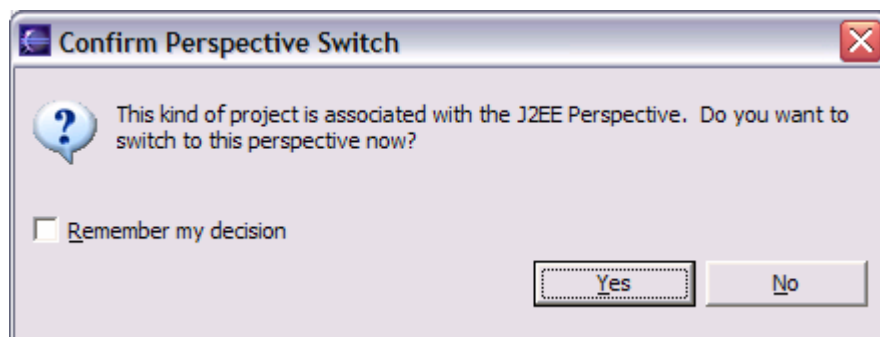 Confirm Perspective Switch
This kind of project is associated with the J2EE Perspective. Do you want to
switch to this perspective now?
Remember my decision
Yes No